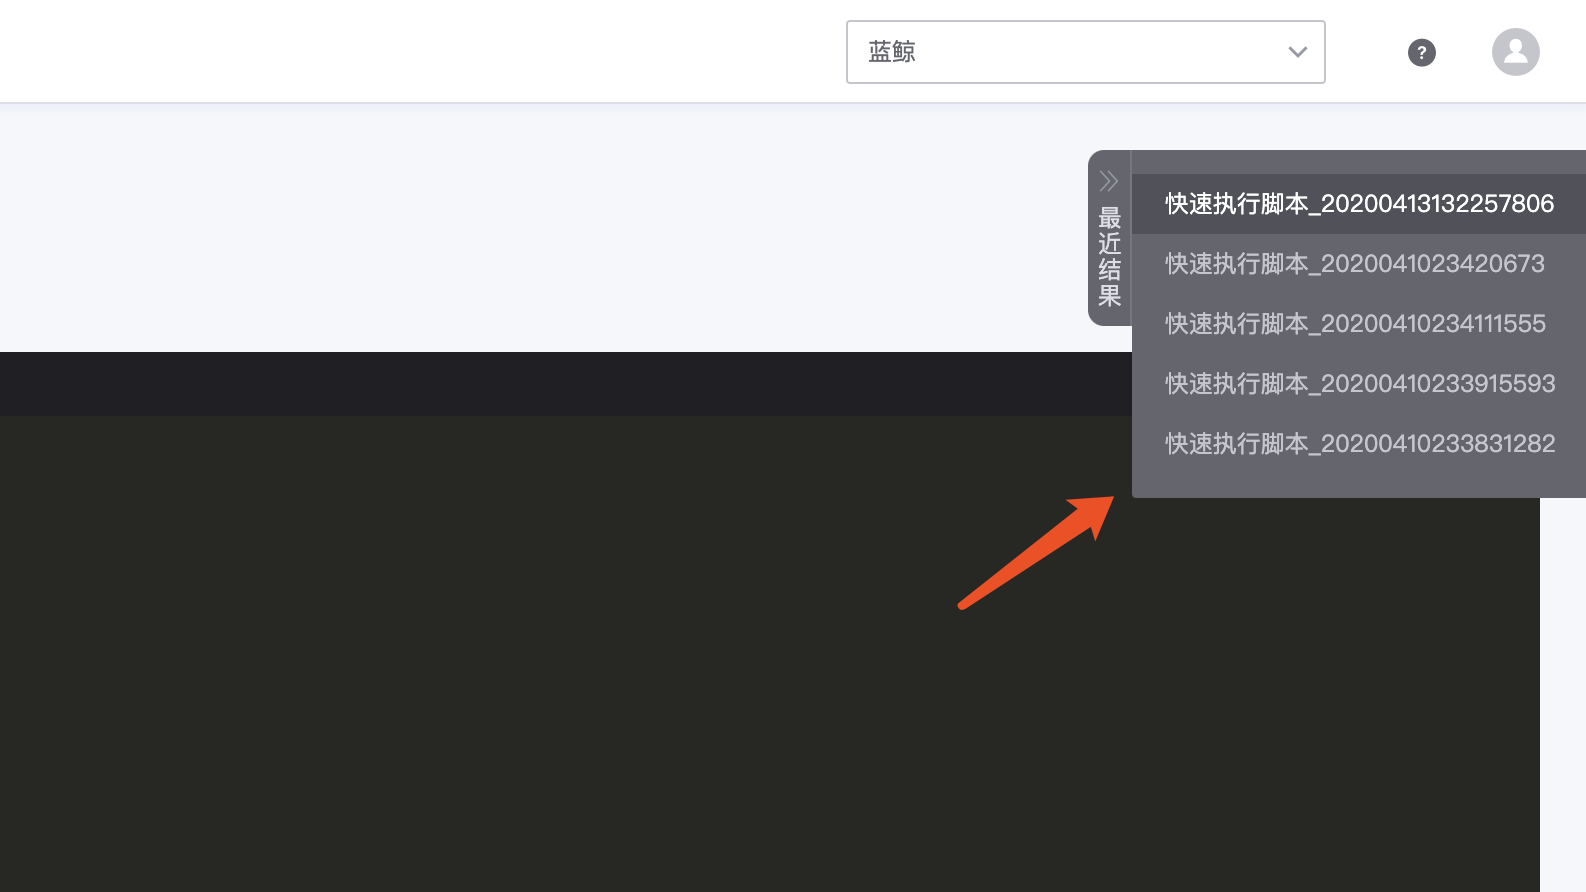 蓝鲸
?
最近结果
快速执行脚本_20200413132257806
快速执行脚本_2020041023420673
快速执行脚本_20200410234111555
快速执行脚本_20200410233915593
快速执行脚本_20200410233831282